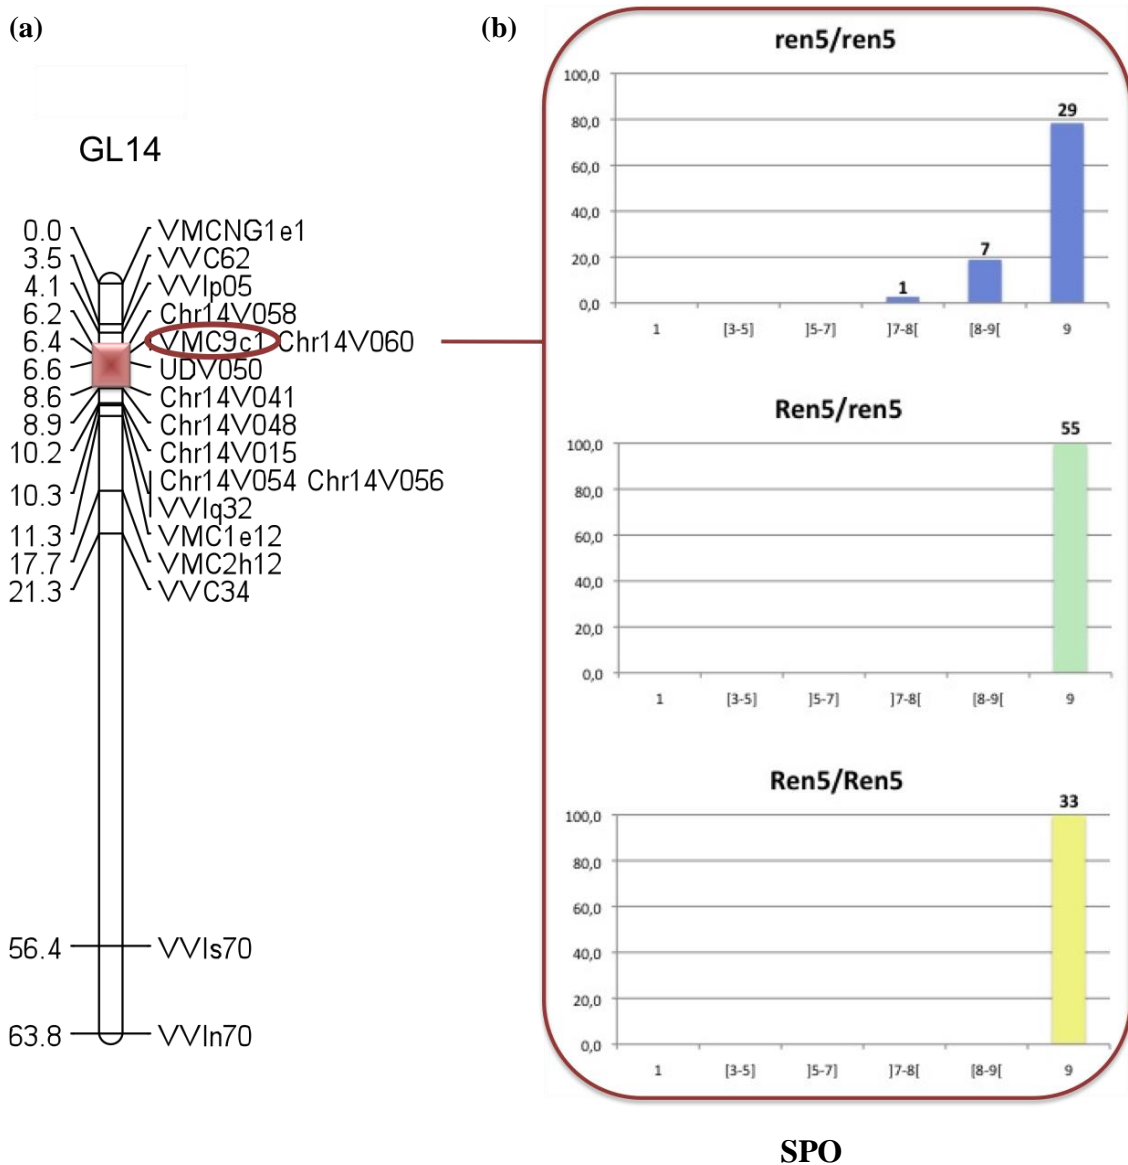 (a)
GL14
0.0 VMCNG1e1
3.5 VVC62
4.1 VVIp05
6.2 Chr14V058
6.4 VMC9c1 Chr14V060
6.6 UDV050
8.6 Chr14V041
8.9 Chr14V048
10.2 Chr14V015
10.3 Chr14V054 Chr14V056
VVIq32
11.3 VMC1e12
17.7 VMC2h12
21.3 VVC34
56.4 VVIs70
63.8 VVIn70
(b)
ren5/ren5
100,0
80,0
60,0
40,0
20,0
0,0
1 7 29
1 [3-5] ]5-7] ]7-8[ [8-9[ 9
Ren5/ren5
100,0
80,0
60,0
40,0
20,0
0,0
55
1 [3-5] ]5-7] ]7-8[ [8-9[ 9
Ren5/Ren5
100,0
80,0
60,0
40,0
20,0
0,0
33
1 [3-5] ]5-7] ]7-8[ [8-9[ 9
SPO